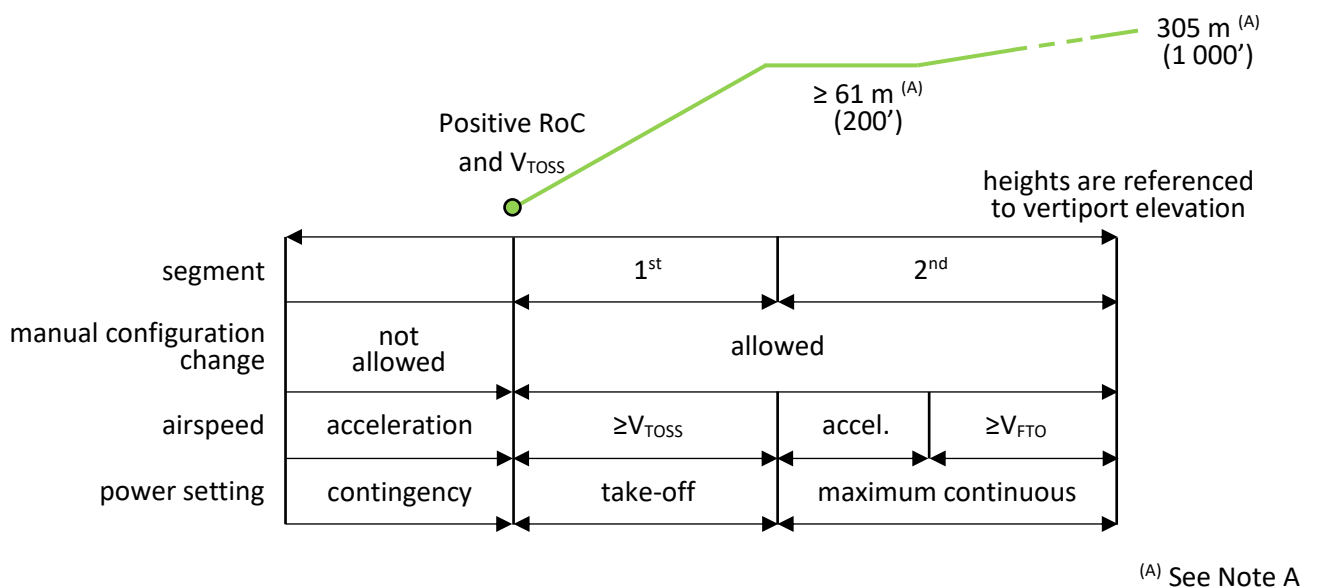 305 m (A)
(1 000’)
≥ 61 m (A)
(200’)
Positive RoC
and VTOSS
heights are referenced
to vertiport elevation
segment 1st 2nd
manual configuration
change
not
allowed
allowed
airspeed acceleration ≥VTOSS accel. ≥VFTO
power setting contingency take-off maximum continuous
(A) See Note A